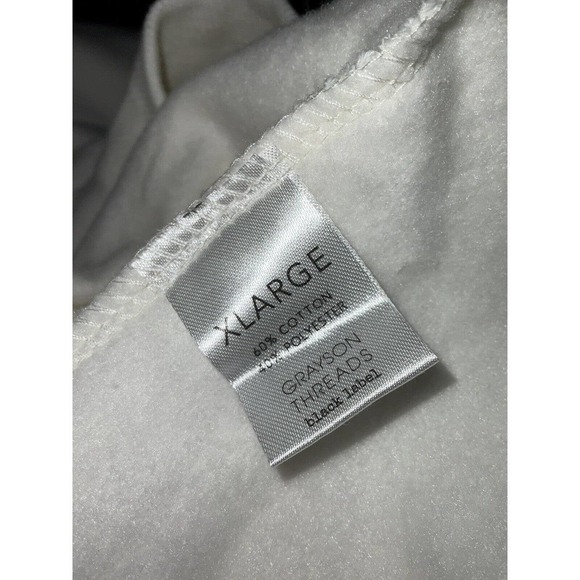 XLARGE
60% COTTON
40% POLYESTER
GRAYSON
THREADS
black label